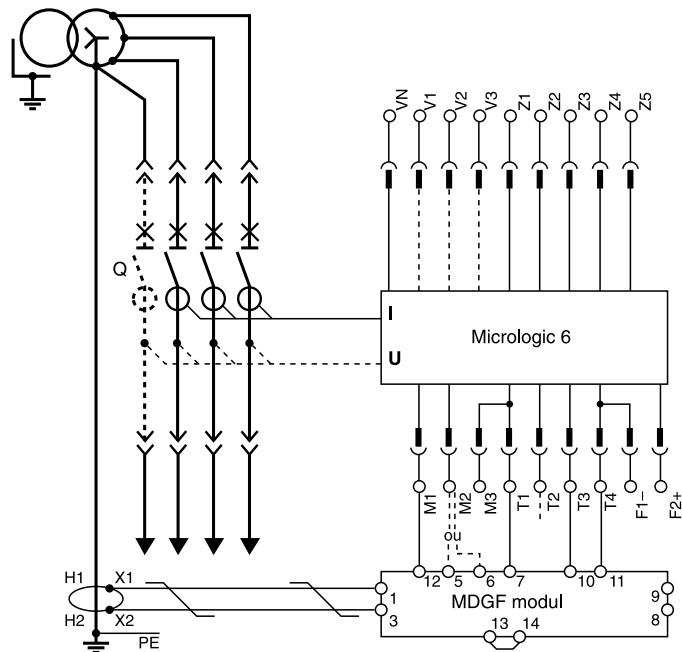 VN V1 V2 V3 Z1 Z2 Z3 Z4 Z5
Q
I
Micrologic 6
U
M1 M2 M3 T1 T2 T3 T4 F1– F2+
ou
12 5 6 7 10 11
H1 X1
1 MDGF modul 9
H2 X2
3 8
13 14
PE